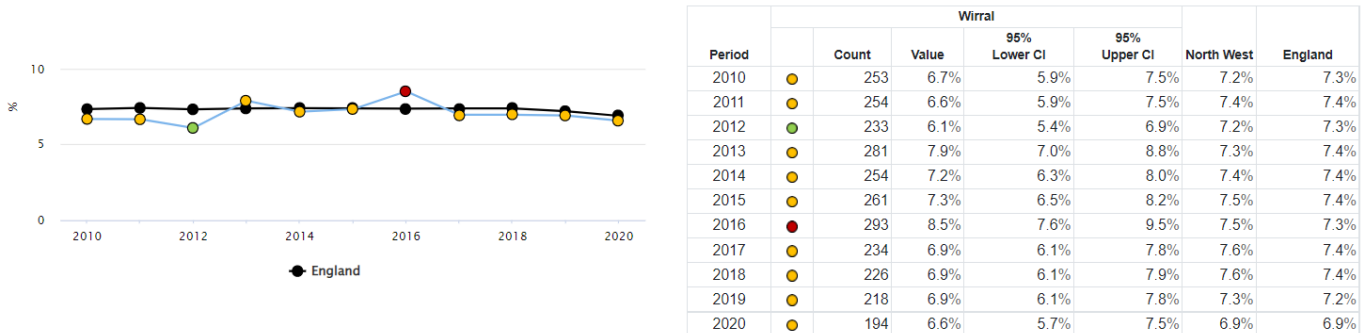 10
%
5
0
2010 2012 2014 2016 2018 2020
England
Wirral
Period Count Value 95% Lower CI 95% Upper CI North West England
2010 253 6.7% 5.9% 7.5% 7.2% 7.3%
2011 254 6.6% 5.9% 7.5% 7.4% 7.4%
2012 233 6.1% 5.4% 6.9% 7.2% 7.3%
2013 281 7.9% 7.0% 8.8% 7.3% 7.4%
2014 254 7.2% 6.3% 8.0% 7.4% 7.4%
2015 261 7.3% 6.5% 8.2% 7.5% 7.4%
2016 293 8.5% 7.6% 9.5% 7.5% 7.3%
2017 234 6.9% 6.1% 7.8% 7.6% 7.4%
2018 226 6.9% 6.1% 7.9% 7.6% 7.4%
2019 218 6.9% 6.1% 7.8% 7.3% 7.2%
2020 194 6.6% 5.7% 7.5% 6.9% 6.9%